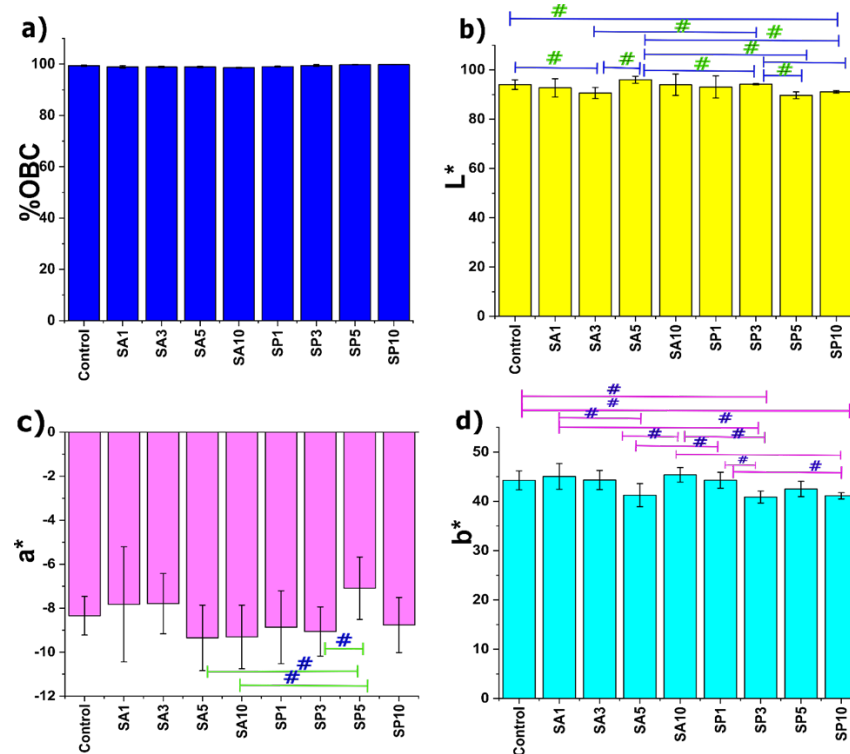 a)
100
80
60
40
20
0
%OBC
Control SA1 SA3 SA5 SA10 SP1 SP3 SP5 SP10
b)
#
# #
#
# # # #
100
80
60
40
20
0
L*
Control SA1 SA3 SA5 SA10 SP1 SP3 SP5 SP10
c)
0
-2
-4
-6
-8
-10
-12
a*
#
#
#
Control SA1 SA3 SA5 SA10 SP1 SP3 SP5 SP10
d)
#
#
# #
# #
#
# #
50
40
30
20
10
0
b*
Control SA1 SA3 SA5 SA10 SP1 SP3 SP5 SP10